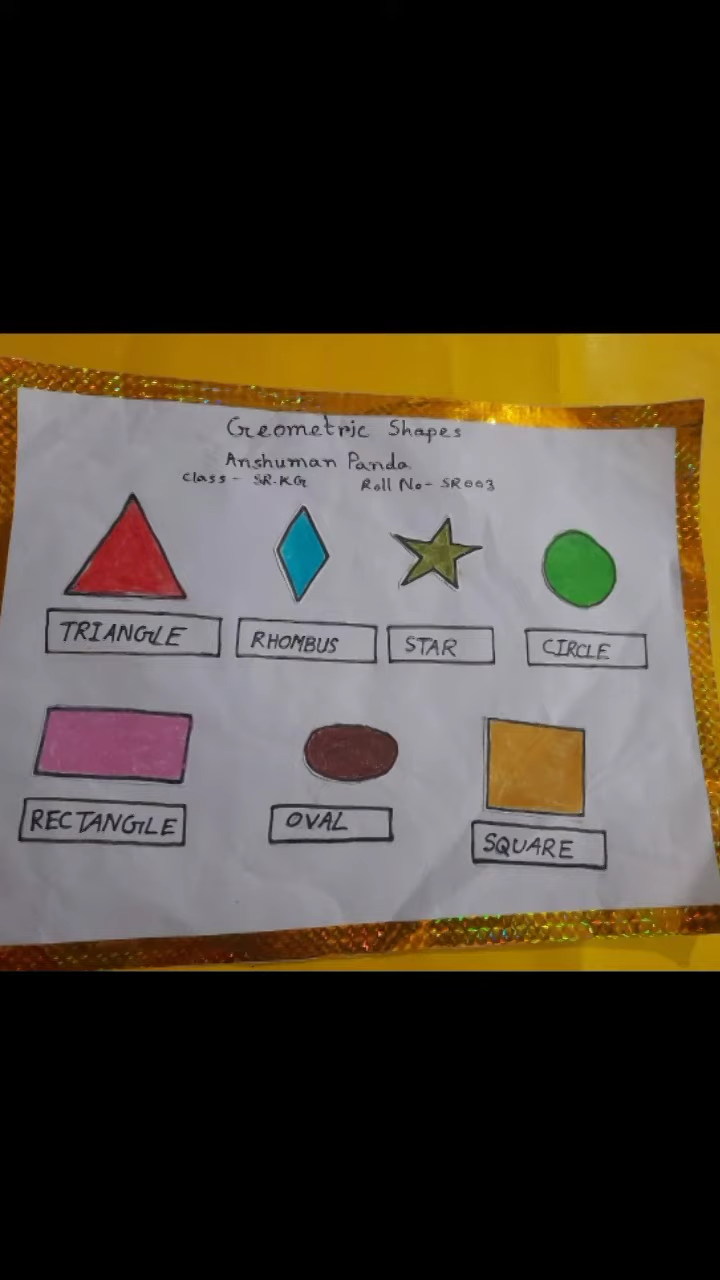 Geometric Shapes
Anshuman Panda
Class - SR.KG Roll No- SR003
TRIANGLE RHOMBUS STAR CIRCLE
RECTANGLE OVAL SQUARE